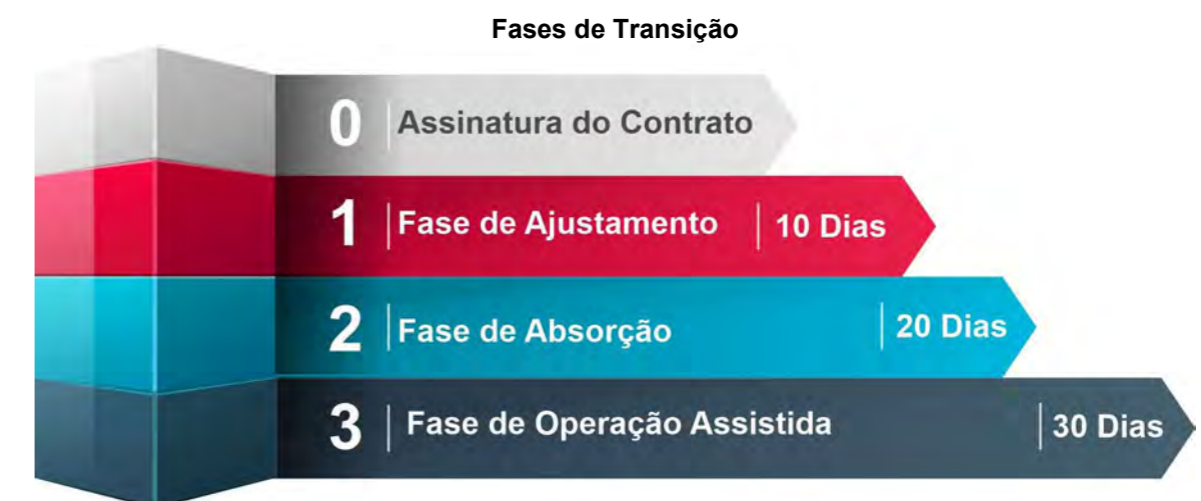 Fases de Transição
0 Assinatura do Contrato
1 Fase de Ajustamento 10 Dias
2 Fase de Absorção 20 Dias
3 Fase de Operação Assistida 30 Dias